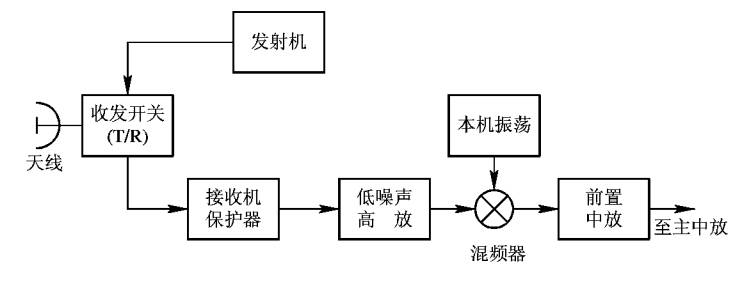 发射机
收发开关
(T/R)
天线
本机振荡
接收机
保护器
低噪声
高 放
混频器
前置
中放
至主中放